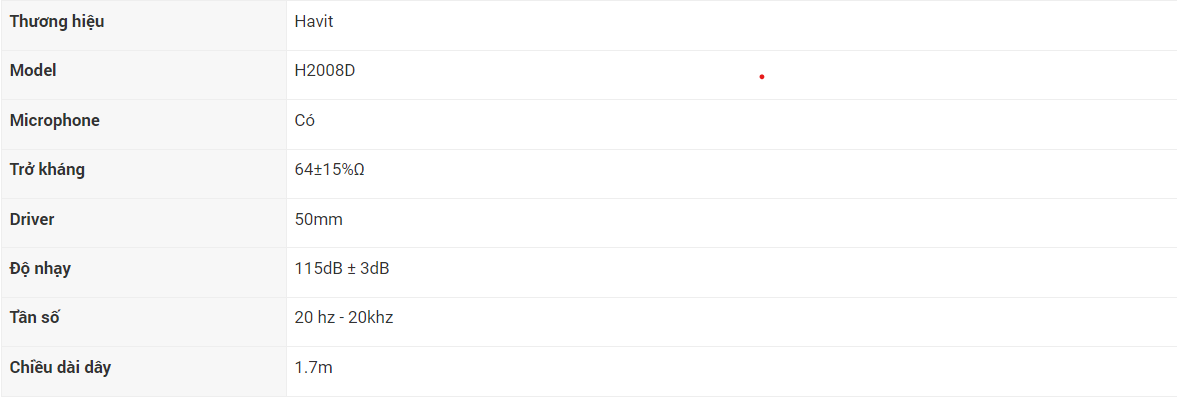 Thương hiệu Havit
Model H2008D
Microphone Có
Trở kháng 64±15%Ω
Driver 50mm
Độ nhạy 115dB ± 3dB
Tần số 20 hz - 20khz
Chiều dài dây 1.7m